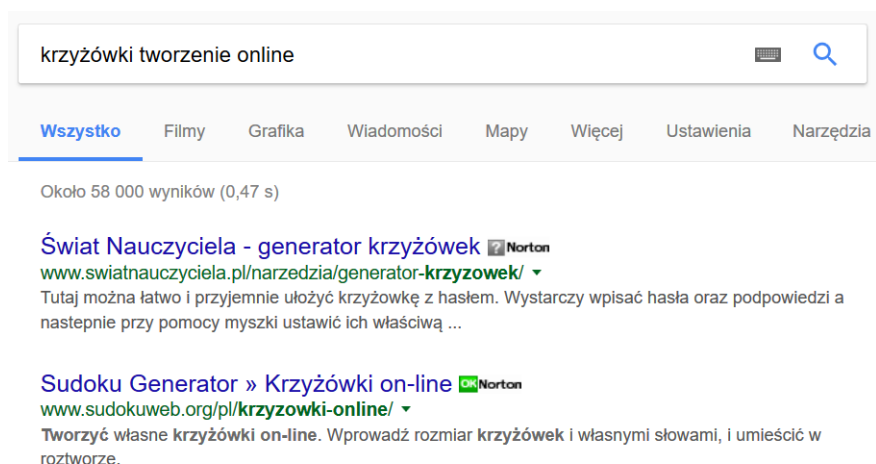 krzyżówki tworzenie online
Wszystko Filmy Grafika Wiadomości Mapy Więcej Ustawienia Narzędzia
Około 58 000 wyników (0,47 s)
Świat Nauczyciela - generator krzyżówek ? Norton
www.swiatnauczyciela.pl/narzedzia/generator-krzyzowek/
Tutaj można łatwo i przyjemnie ułożyć krzyżowkę z hasłem. Wystarczy wpisać hasła oraz podpowiedzi a
nastepnie przy pomocy myszki ustawić ich właściwą ...
Sudoku Generator » Krzyżówki on-line OK Norton
www.sudokuweb.org/pl/krzyzowki-online/
Tworzyć własne krzyżówki on-line. Wprowadź rozmiar krzyżówek i własnymi słowami, i umieścić w
roztworze.